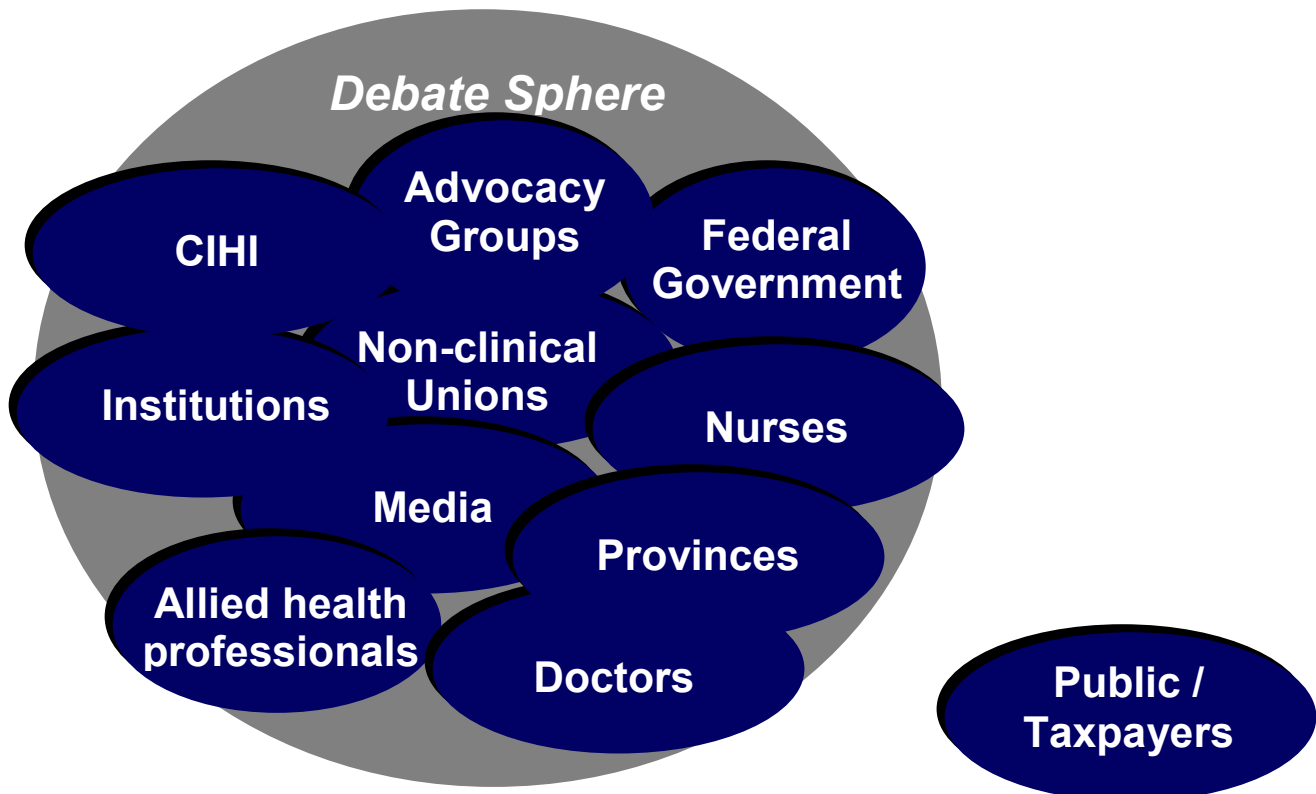 Debate Sphere
Advocacy
Groups
CIHI
Federal
Government
Non-clinical
Unions
Institutions
Nurses
Media
Provinces
Allied health
professionals
Doctors
Public /
Taxpayers